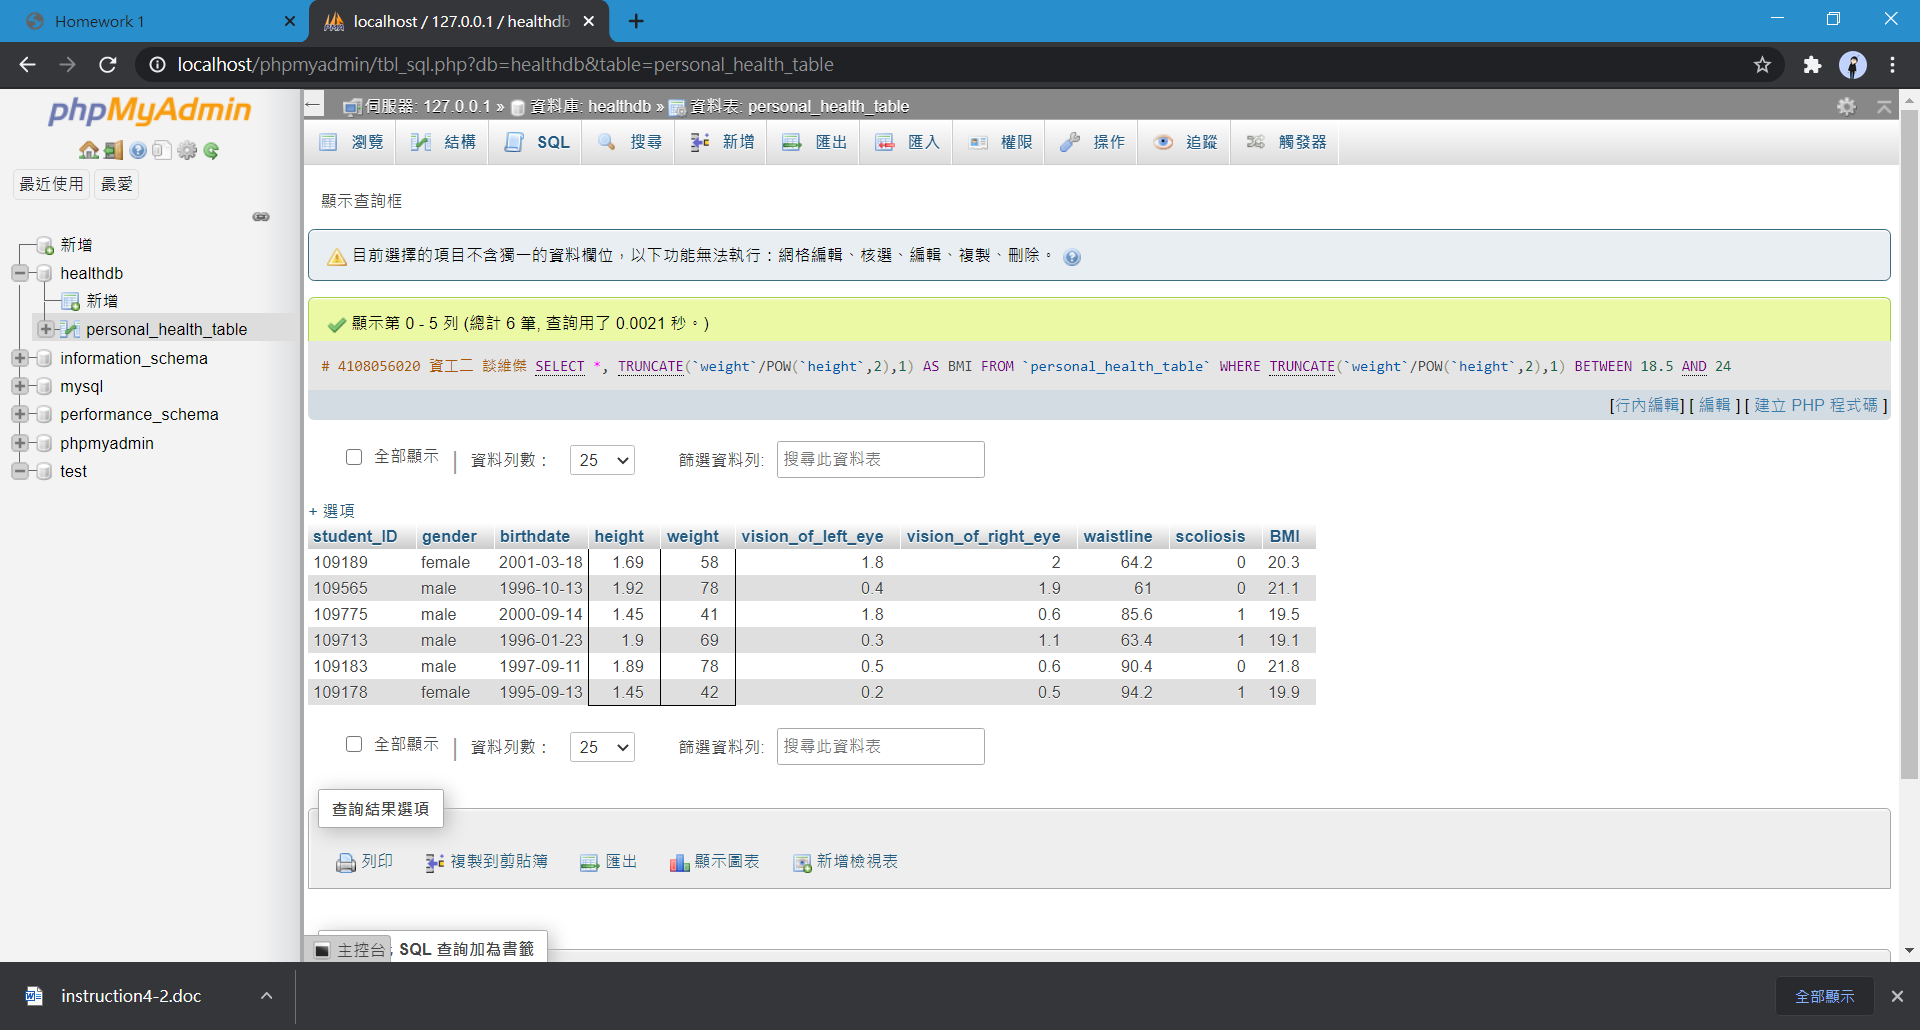 Homework 1
localhost / 127.0.0.1 / healthdb
localhost/phpmyadmin/tbl_sql.php?db=healthdb&table=personal_health_table
phpMyAdmin
最近使用 最愛
新增
healthdb
新增
personal_health_table
information_schema
mysql
performance_schema
phpmyadmin
test
伺服器: 127.0.0.1 » 資料庫: healthdb » 資料表: personal_health_table
瀏覽 結構 SQL 搜尋 新增 匯出 匯入 權限 操作 追蹤 觸發器
顯示查詢框
目前選擇的項目不含獨一的資料欄位，以下功能無法執行：網格編輯、核選、編輯、複製、刪除。
顯示第 0 - 5 列 (總計 6 筆, 查詢用了 0.0021 秒。)
# 4108056020 資工二 談維傑 SELECT *, TRUNCATE(`weight`/POW(`height`,2),1) AS BMI FROM `personal_health_table` WHERE TRUNCATE(`weight`/POW(`height`,2),1) BETWEEN 18.5 AND 24
[行內編輯] [ 編輯 ] [ 建立 PHP 程式碼 ]
全部顯示 | 資料列數： 25 篩選資料列: 搜尋此資料表
+ 選項
student_ID gender birthdate height weight vision_of_left_eye vision_of_right_eye waistline scoliosis BMI
109189 female 2001-03-18 1.69 58 1.8 2 64.2 0 20.3
109565 male 1996-10-13 1.92 78 0.4 1.9 61 0 21.1
109775 male 2000-09-14 1.45 41 1.8 0.6 85.6 1 19.5
109713 male 1996-01-23 1.9 69 0.3 1.1 63.4 1 19.1
109183 male 1997-09-11 1.89 78 0.5 0.6 90.4 0 21.8
109178 female 1995-09-13 1.45 42 0.2 0.5 94.2 1 19.9
全部顯示 | 資料列數： 25 篩選資料列: 搜尋此資料表
查詢結果選項
列印 複製到剪貼簿 匯出 顯示圖表 新增檢視表
主控台 SQL 查詢加為書籤
instruction4-2.doc
全部顯示